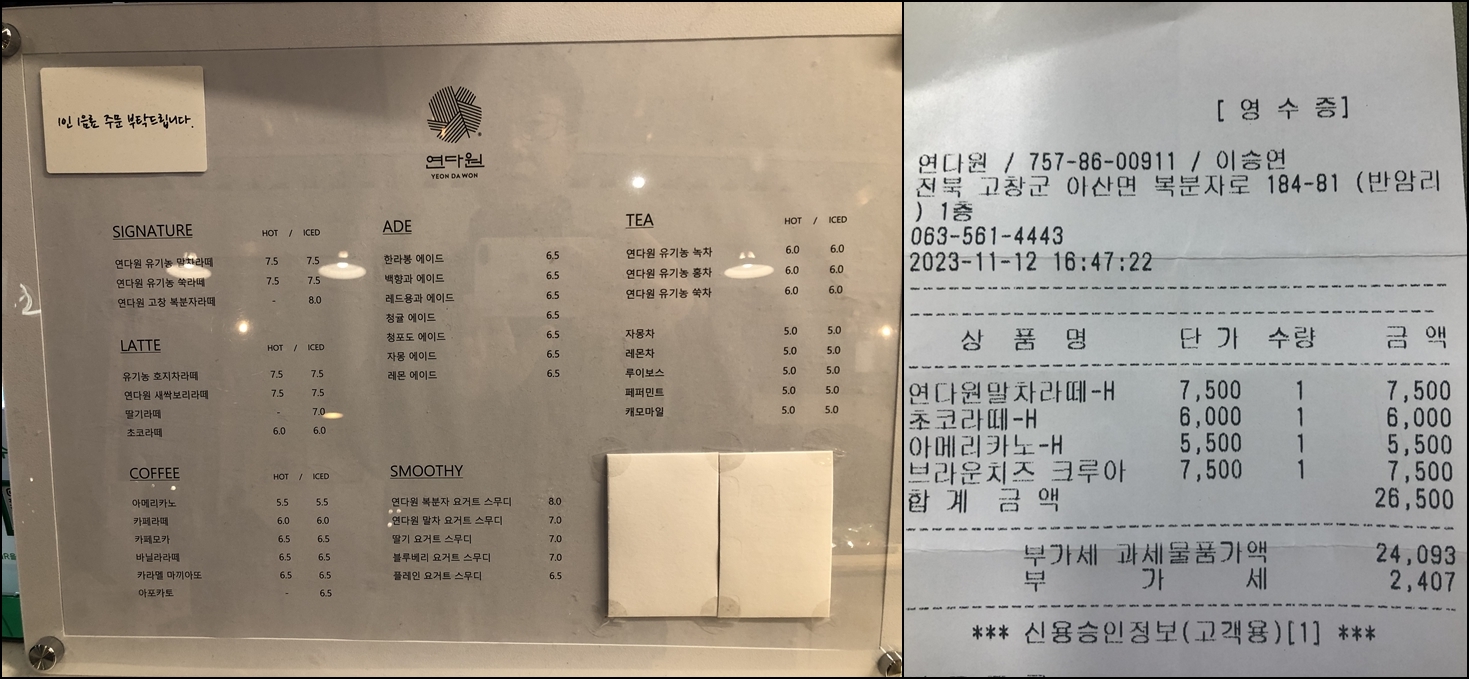 1인 1음료 주문 부탁드립니다.
연다원
YEON DA WON
SIGNATURE HOT / ICED
연다원 유기농 말차라떼 7.5 7.5
연다원 유기농 쑥라떼 7.5 7.5
연다원 고창 복분자라떼 - 8.0
LATTE HOT / ICED
유기농 호지차라떼 7.5 7.5
연다원 새싹보리라떼 7.5 7.5
딸기라떼 - 7.0
초코라떼 6.0 6.0
COFFEE HOT / ICED
아메리카노 5.5 5.5
카페라떼 6.0 6.0
카페모카 6.5 6.5
바닐라라떼 6.5 6.5
카라멜 마끼아또 6.5 6.5
아포카토 - 6.5
ADE
한라봉 에이드 6.5
백향과 에이드 6.5
레드용과 에이드 6.5
청귤 에이드 6.5
청포도 에이드 6.5
자몽 에이드 6.5
레몬 에이드 6.5
SMOOTHY
연다원 복분자 요거트 스무디 8.0
연다원 말차 요거트 스무디 7.0
딸기 요거트 스무디 7.0
블루베리 요거트 스무디 7.0
플레인 요거트 스무디 6.5
TEA HOT / ICED
연다원 유기농 녹차 6.0 6.0
연다원 유기농 홍차 6.0 6.0
연다원 유기농 쑥차 6.0 6.0
자몽차 5.0 5.0
레몬차 5.0 5.0
루이보스 5.0 5.0
페퍼민트 5.0 5.0
캐모마일 5.0 5.0
[ 영 수 증]
연다원 / 757-86-00911 / 이승연
전북 고창군 아산면 복분자로 184-81 (반암리
) 1층
063-561-4443
2023-11-12 16:47:22
상 품 명 단 가 수량 금 액
연다원말차라떼-H 7,500 1 7,500
초코라떼-H 6,000 1 6,000
아메리카노-H 5,500 1 5,500
브라운치즈 크루아 7,500 1 7,500
합 계 금 액 26,500
부가세 과세물품가액 24,093
부 가 세 2,407
*** 신용승인정보(고객용)[1] ***